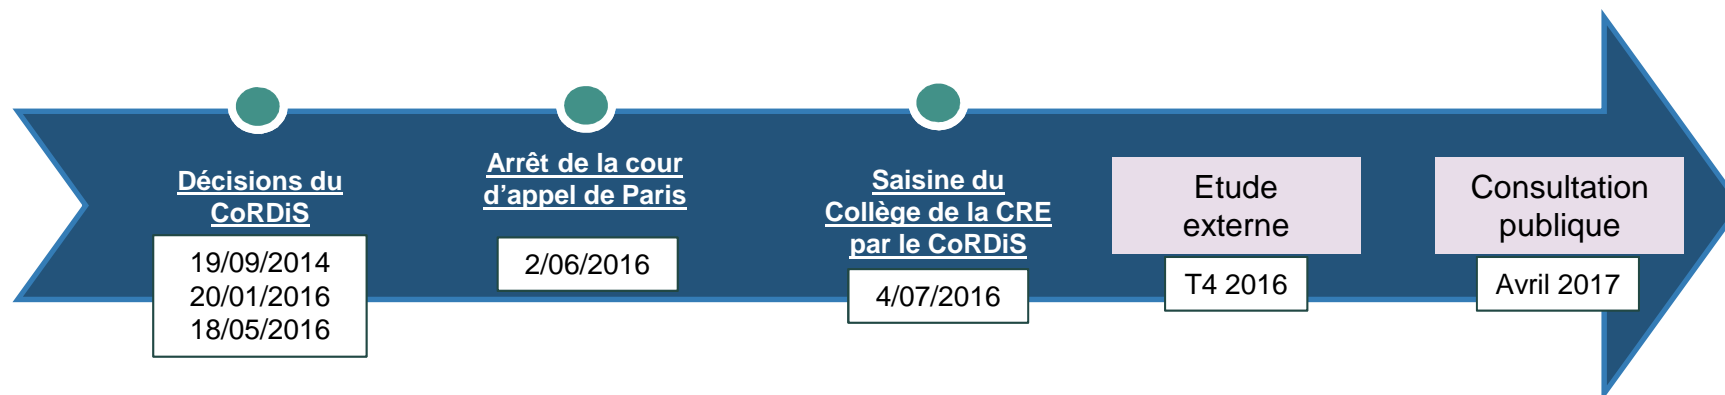 Décisions du
CoRDiS
19/09/2014
20/01/2016
18/05/2016
Arrêt de la cour
d'appel de Paris
2/06/2016
Saisine du
Collège de la CRE
par le CoRDiS
4/07/2016
Etude
externe
T4 2016
Consultation
publique
Avril 2017